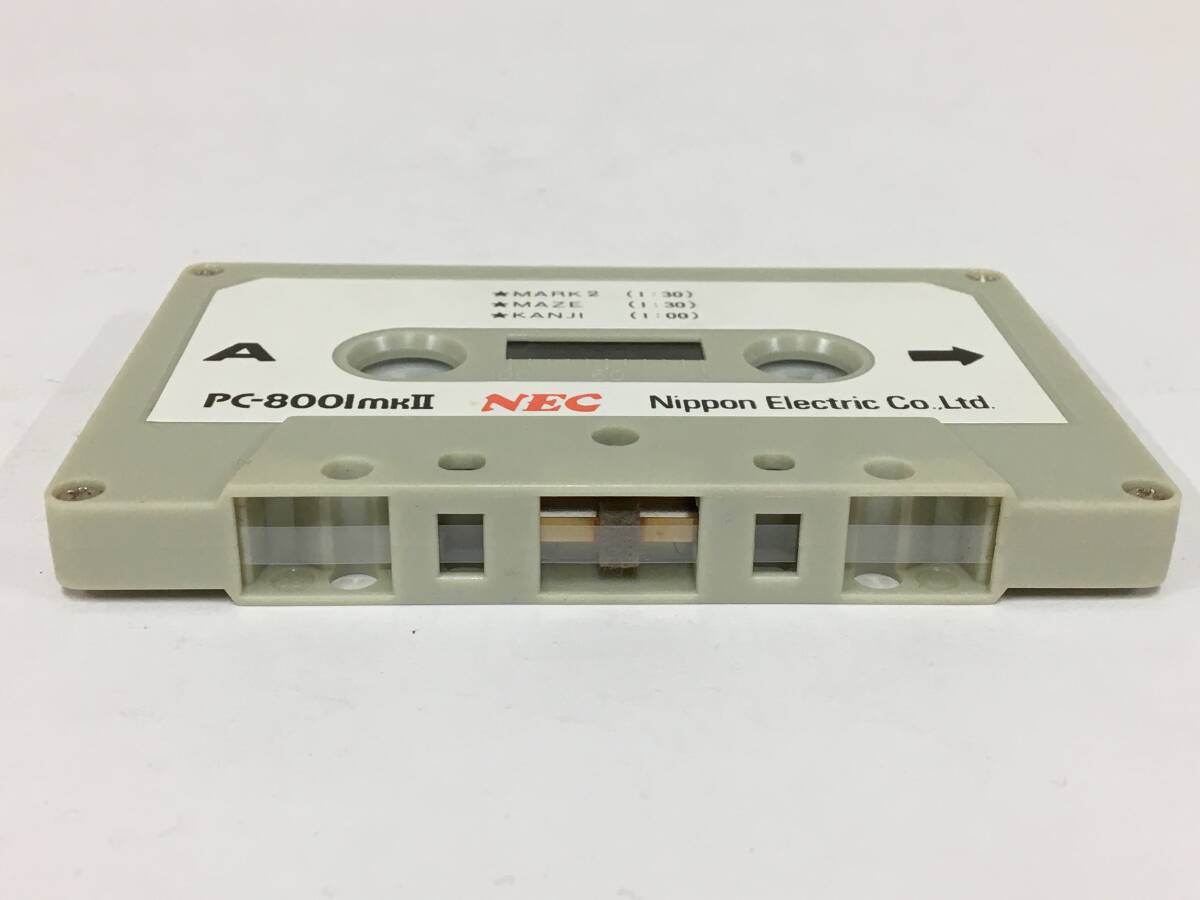 ★MARK2 (1:30)
★MAZE (1:30)
★KANJI (1:00)
A
PC-8001mkII NEC Nippon Electric Co.,Ltd.